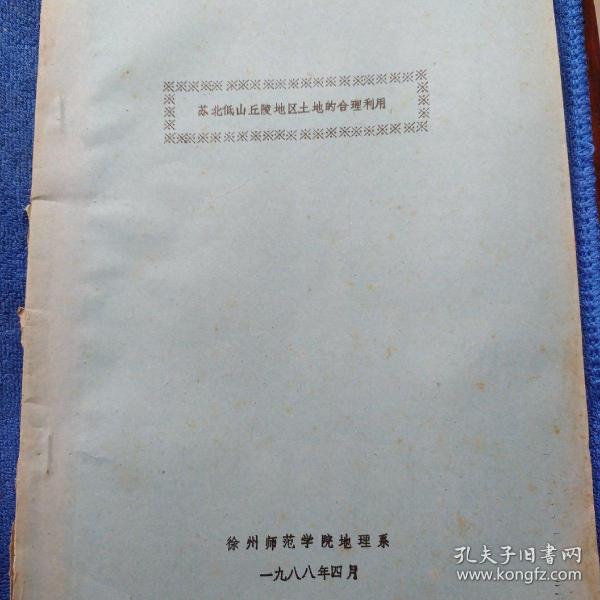 苏北低山丘陵地区土地的合理利用
徐州师范学院地理系
一九八八年四月
孔夫子旧书网
www.kongfz.com